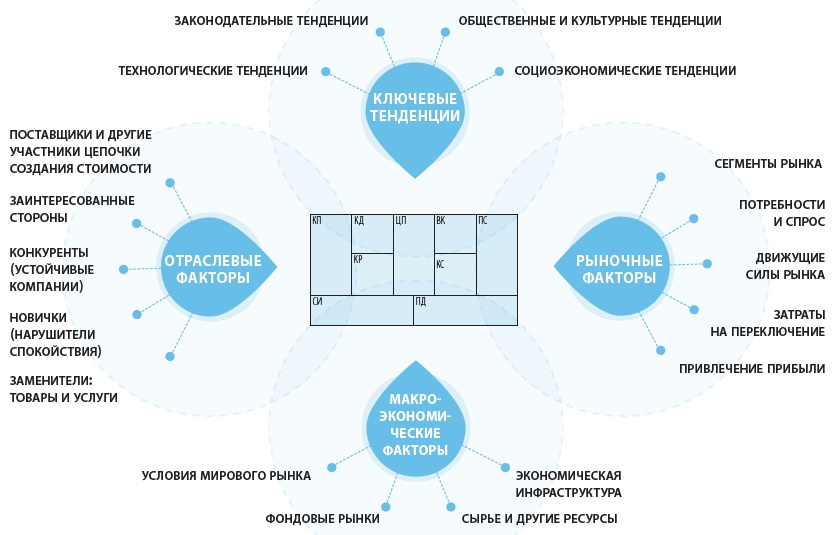 ЗАКОНОДАТЕЛЬНЫЕ ТЕНДЕНЦИИ
ОБЩЕСТВЕННЫЕ И КУЛЬТУРНЫЕ ТЕНДЕНЦИИ
ТЕХНОЛОГИЧЕСКИЕ ТЕНДЕНЦИИ
СОЦИОЭКОНОМИЧЕСКИЕ ТЕНДЕНЦИИ
КЛЮЧЕВЫЕ
ТЕНДЕНЦИИ
ПОСТАВЩИКИ И ДРУГИЕ
УЧАСТНИКИ ЦЕПОЧКИ
СОЗДАНИЯ СТОИМОСТИ
ЗАИНТЕРЕСОВАННЫЕ
СТОРОНЫ
КОНКУРЕНТЫ
(УСТОЙЧИВЫЕ
КОМПАНИИ)
НОВИЧКИ
(НАРУШИТЕЛИ
СПОКОЙСТВИЯ)
ЗАМЕНИТЕЛИ:
ТОВАРЫ И УСЛУГИ
ОТРАСЛЕВЫЕ
ФАКТОРЫ
КП
КД
ЦП
ВК
ПС
КР
КС
СИ
ПД
РЫНОЧНЫЕ
ФАКТОРЫ
СЕГМЕНТЫ РЫНКА
ПОТРЕБНОСТИ
И СПРОС
ДВИЖУЩИЕ
СИЛЫ РЫНКА
ЗАТРАТЫ
НА ПЕРЕКЛЮЧЕНИЕ
ПРИВЛЕЧЕНИЕ ПРИБЫЛИ
МАКРО-
ЭКОНОМИ-
ЧЕСКИЕ
ФАКТОРЫ
УСЛОВИЯ МИРОВОГО РЫНКА
ЭКОНОМИЧЕСКАЯ
ИНФРАСТРУКТУРА
ФОНДОВЫЕ РЫНКИ
СЫРЬЕ И ДРУГИЕ РЕСУРСЫ